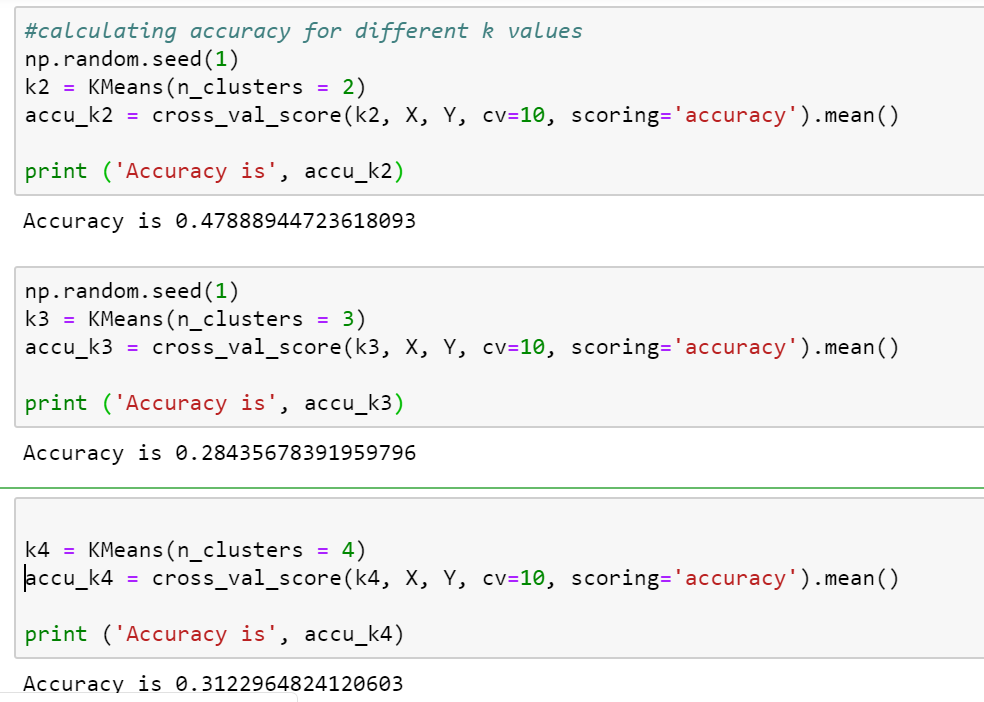 #calculating accuracy for different k values
np.random.seed(1)
k2 = KMeans(n_clusters = 2)
accu_k2 = cross_val_score(k2, X, Y, cv=10, scoring='accuracy').mean()
print ('Accuracy is', accu_k2)
Accuracy is 0.47888944723618093
np.random.seed(1)
k3 = KMeans(n_clusters = 3)
accu_k3 = cross_val_score(k3, X, Y, cv=10, scoring='accuracy').mean()
print ('Accuracy is', accu_k3)
Accuracy is 0.28435678391959796
k4 = KMeans(n_clusters = 4)
accu_k4 = cross_val_score(k4, X, Y, cv=10, scoring='accuracy').mean()
print ('Accuracy is', accu_k4)
Accuracy is 0.3122964824120603